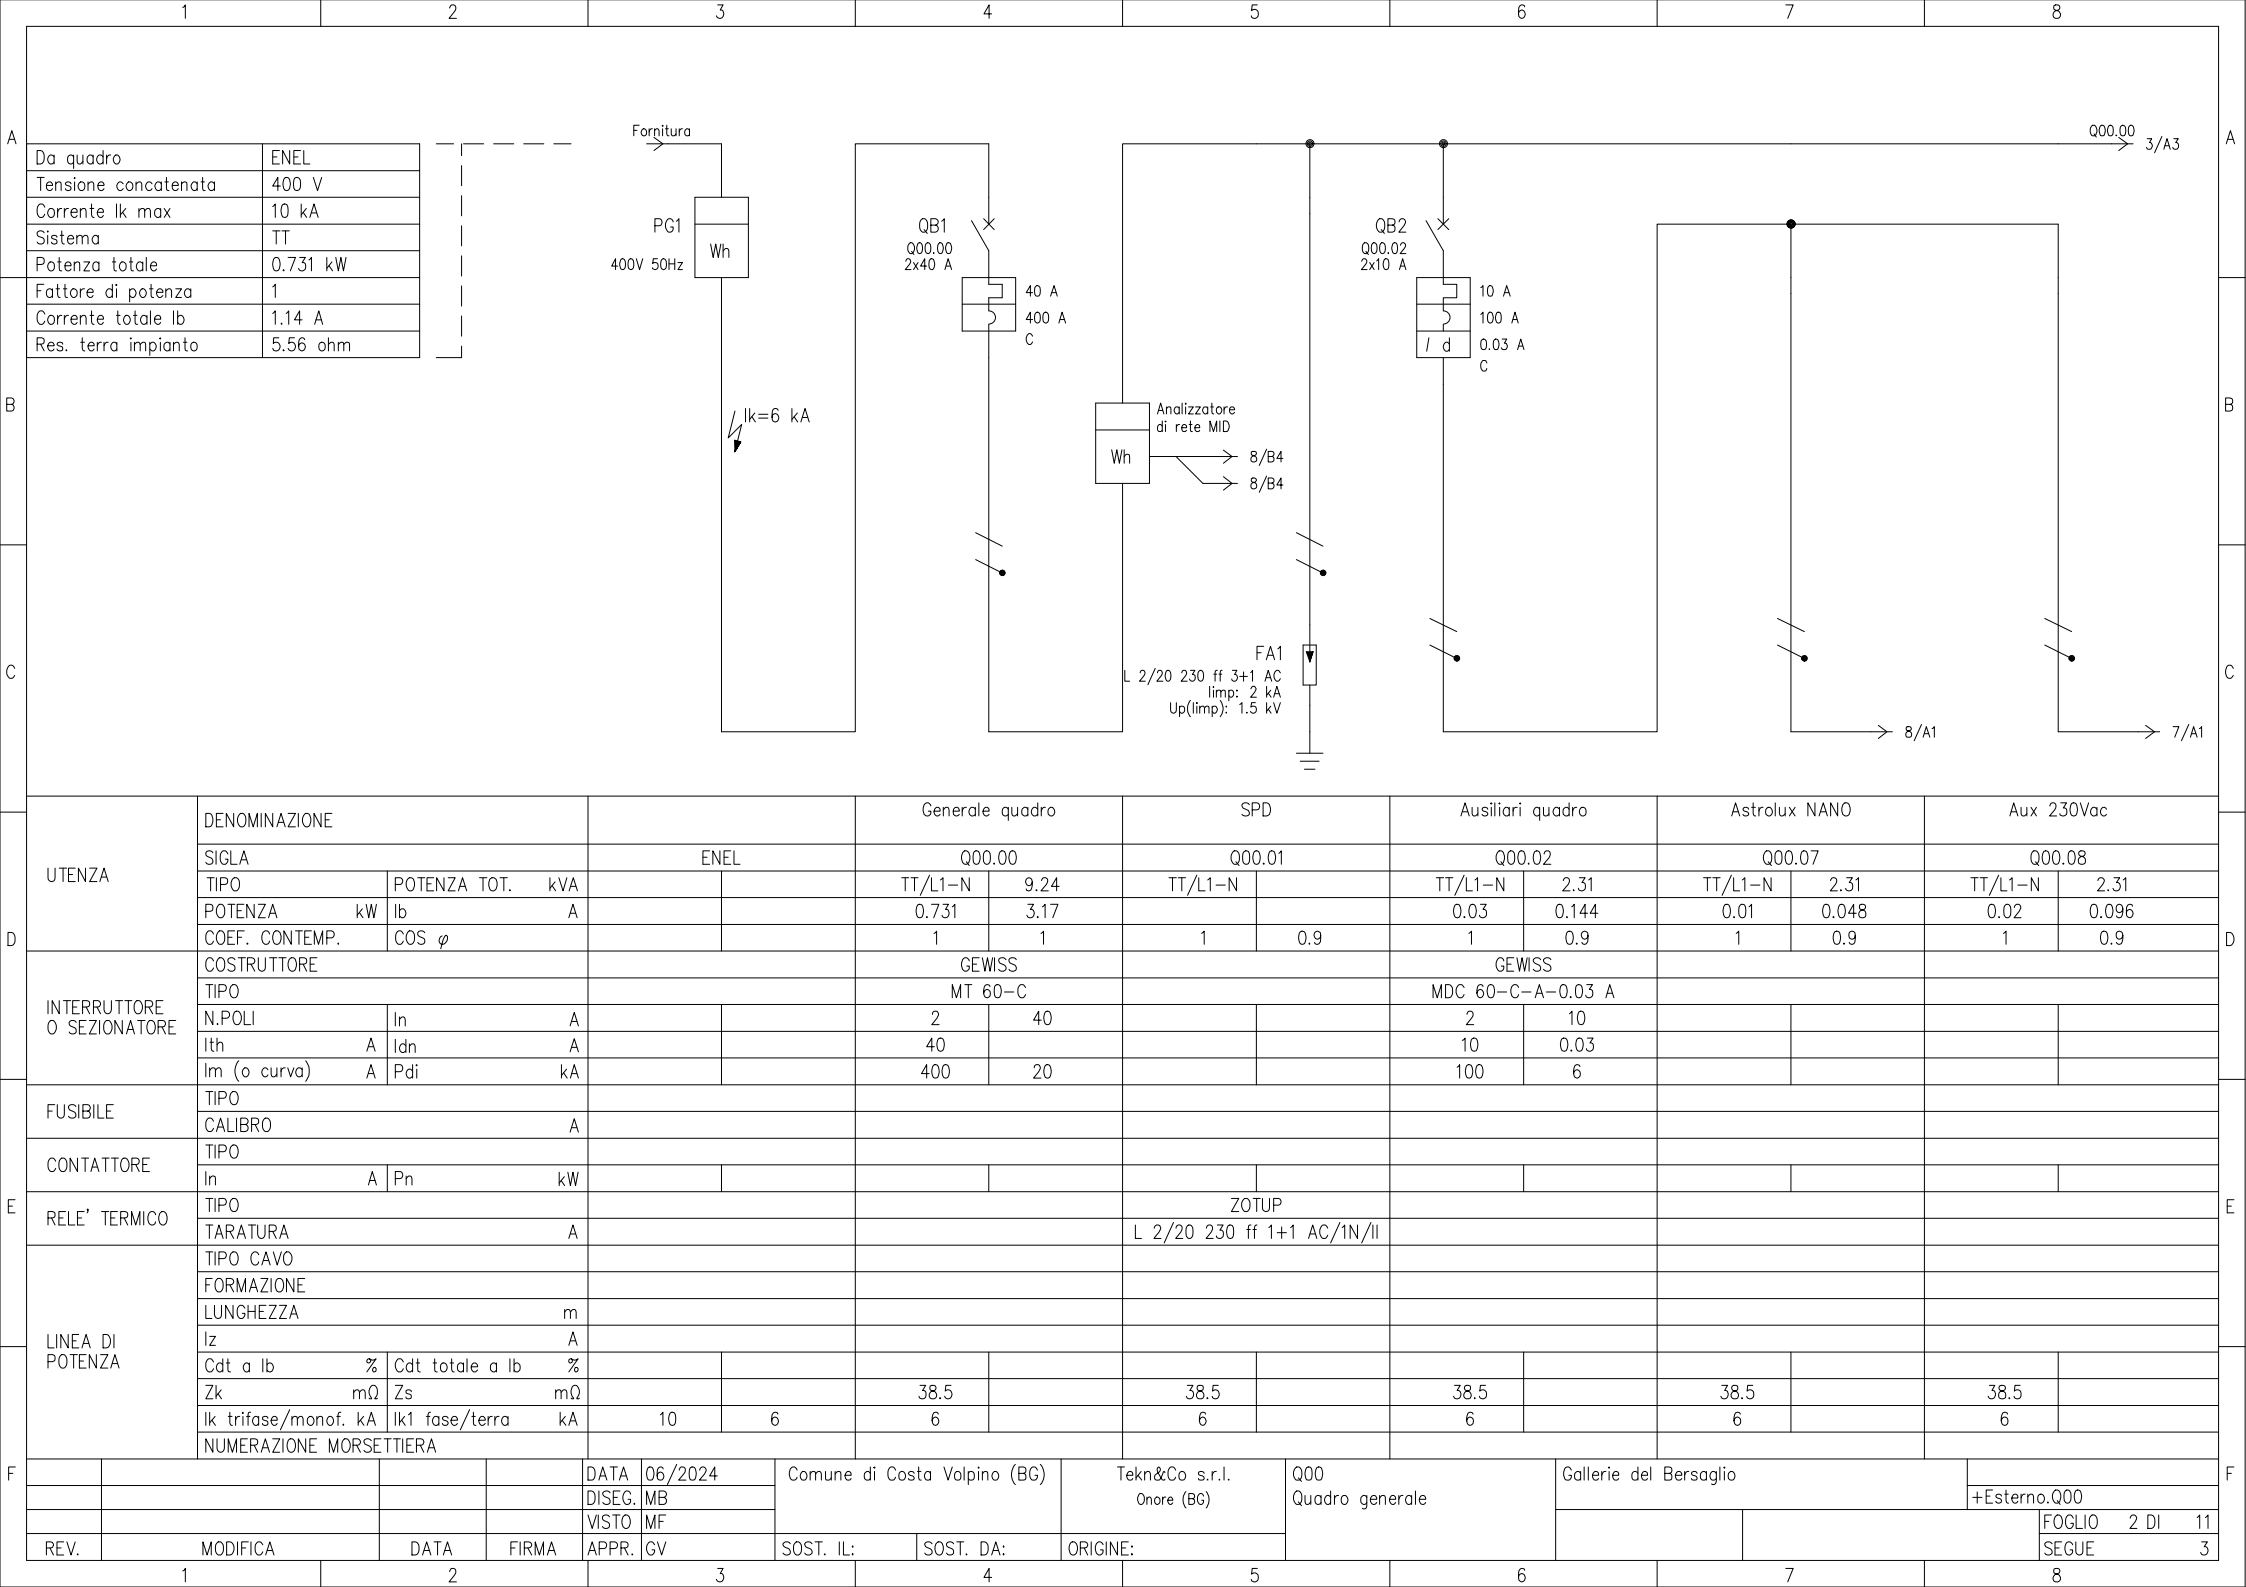 1 2 3 4 5 6 7 8
A A
Da quadro ENEL
Tensione concatenata 400 V
Corrente Ik max 10 kA
Sistema TT
Potenza totale 0.731 kW
Fattore di potenza 1
Corrente totale Ib 1.14 A
Res. terra impianto 5.56 ohm
Fornitura
PG1
Wh
400V 50Hz
Ik=6 kA
QB1
Q00.00
2x40 A
40 A
400 A
C
Analizzatore
di rete MID
Wh
8/B4
8/B4
QB2
Q00.02
2x10 A
10 A
100 A
I d 0.03 A
C
Q00.00
3/A3
B B
FA1
L 2/20 230 ff 3+1 AC
Iimp: 2 kA
Up(Iimp): 1.5 kV
8/A1
7/A1
C C
UTENZA
DENOMINAZIONE Generale quadro SPD Ausiliari quadro Astrolux NANO Aux 230Vac
SIGLA ENEL Q00.00 Q00.01 Q00.02 Q00.07 Q00.08
TIPO POTENZA TOT. kVA TT/L1-N 9.24 TT/L1-N TT/L1-N 2.31 TT/L1-N 2.31 TT/L1-N 2.31
POTENZA kW Ib A 0.731 3.17 0.03 0.144 0.01 0.048 0.02 0.096
COEF. CONTEMP. COS φ 1 1 1 0.9 1 0.9 1 0.9 1 0.9
D D
INTERRUTTORE
O SEZIONATORE
COSTRUTTORE GEWISS GEWISS
TIPO MT 60-C MDC 60-C-A-0.03 A
N.POLI In A 2 40 2 10
Ith A Idn A 40 10 0.03
Im (o curva) A Pdi kA 400 20 100 6
FUSIBILE
TIPO
CALIBRO A
CONTATTORE
TIPO
In A Pn kW
E E
RELE' TERMICO
TIPO ZOTUP
TARATURA A L 2/20 230 ff 1+1 AC/1N/II
LINEA DI
POTENZA
TIPO CAVO
FORMAZIONE
LUNGHEZZA m
Iz A
Cdt a Ib % Cdt totale a Ib %
Zk mΩ Zs mΩ 38.5 38.5 38.5 38.5 38.5
Ik trifase/monof. kA Ik1 fase/terra kA 10 6 6 6 6 6 6
NUMERAZIONE MORSETTIERA
F F
DATA 06/2024
DISEG. MB
VISTO MF
APPR. GV
REV. MODIFICA DATA FIRMA
Comune di Costa Volpino (BG)
SOST. IL: SOST. DA:
Tekn&Co s.r.l.
Onore (BG)
ORIGINE:
Q00
Quadro generale
Gallerie del Bersaglio
+Esterno.Q00
FOGLIO 2 DI 11
SEGUE 3
1 2 3 4 5 6 7 8